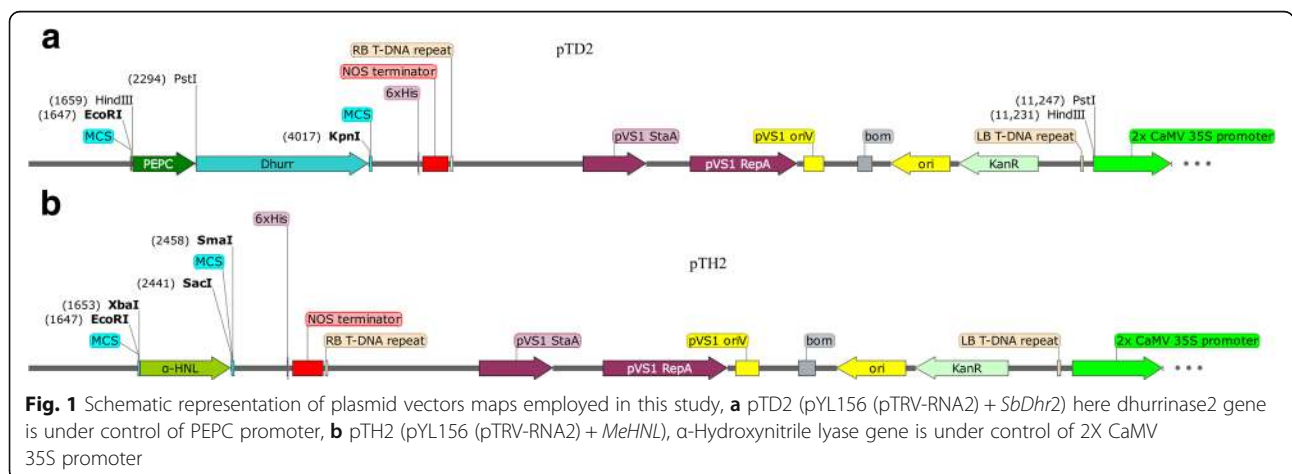 a
pTD2
RB T-DNA repeat
NOS terminator
(2294) PstI
6xHis
(1659) HindIII
(1647) EcoRI
MCS
MCS
(4017) KpnI
(11,247) PstI
(11,231) HindIII
pVS1 StaA
pVS1 oriV
bom
LB T-DNA repeat
2x CaMV 35S promoter
PEPC
Dhurr
pVS1 RepA
ori
KanR
b
pTH2
6xHis
(2458) SmaI
MCS
(2441) SacI
(1653) XbaI
(1647) EcoRI
MCS
NOS terminator
RB T-DNA repeat
pVS1 StaA
pVS1 oriV
bom
LB T-DNA repeat
2x CaMV 35S promoter
α-HNL
pVS1 RepA
ori
KanR
Fig. 1 Schematic representation of plasmid vectors maps employed in this study, a pTD2 (pYL156 (pTRV-RNA2) + SbDhr2) here dhurrinase2 gene
is under control of PEPC promoter, b pTH2 (pYL156 (pTRV-RNA2) + MeHNL), α-Hydroxynitrile lyase gene is under control of 2X CaMV
35S promoter